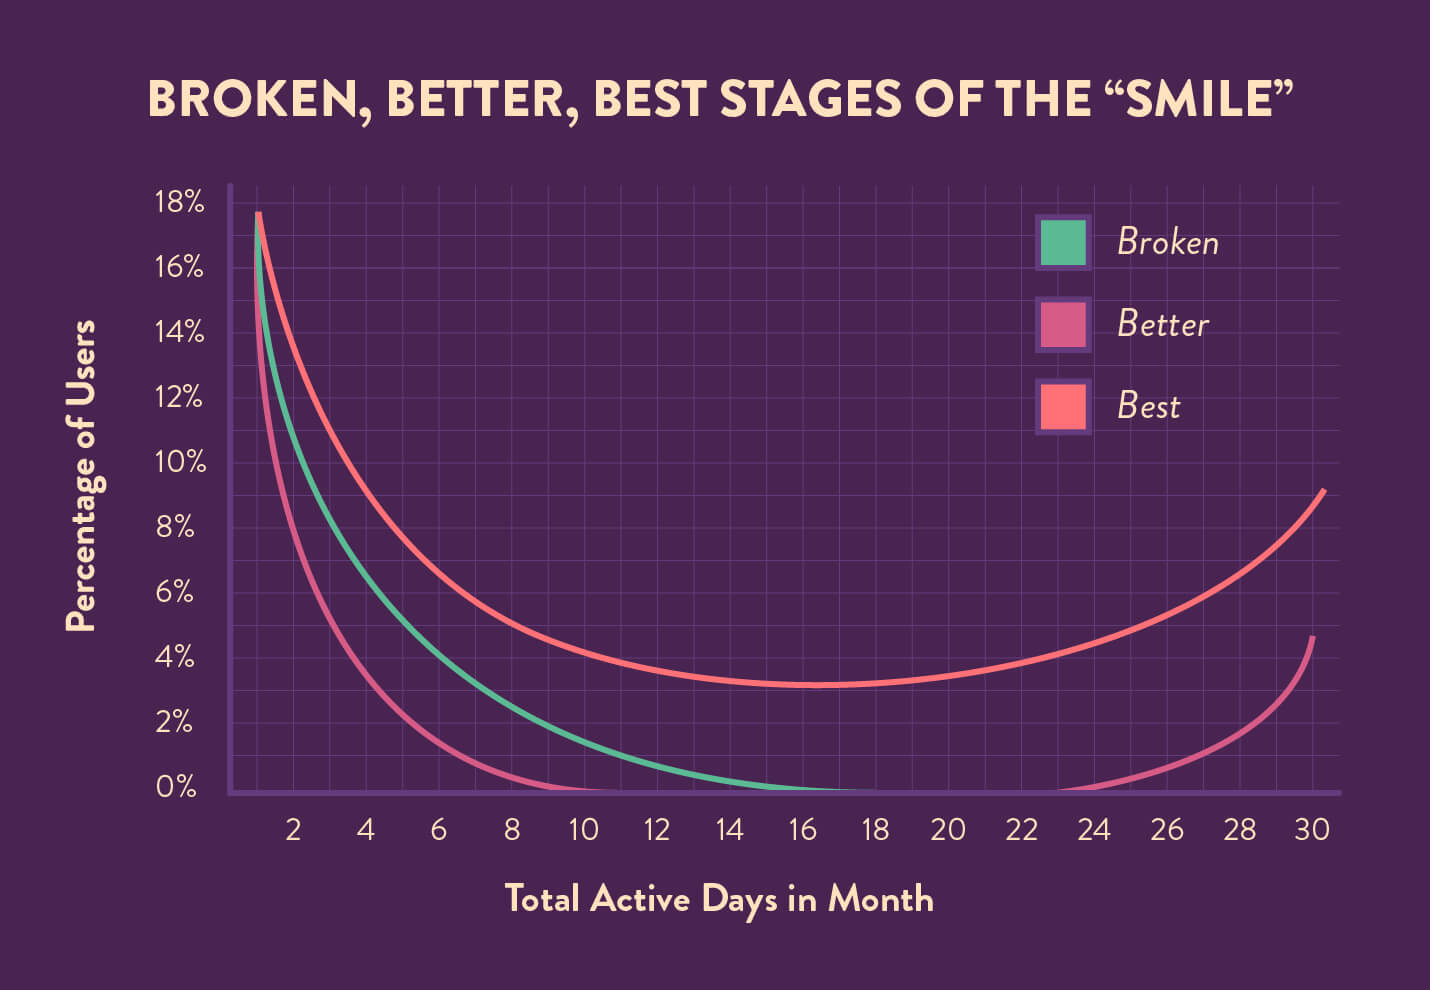 BROKEN, BETTER, BEST STAGES OF THE “SMILE”
18%
16%
14%
12%
10%
8%
6%
4%
2%
0%
Percentage of Users
Broken
Better
Best
2 4 6 8 10 12 14 16 18 20 22 24 26 28 30
Total Active Days in Month